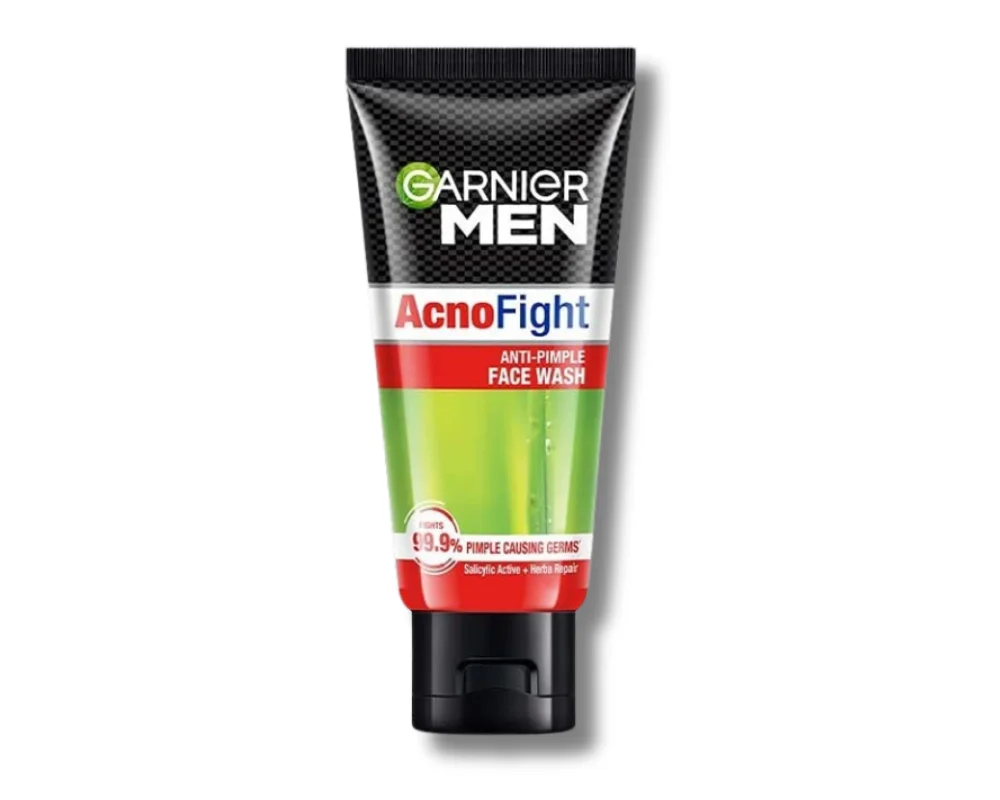 GARNIER
MEN
AcnoFight
ANTI-PIMPLE
FACE WASH
FIGHTS
99.9% PIMPLE CAUSING GERMS*
Salicylic Active + Herba Repair